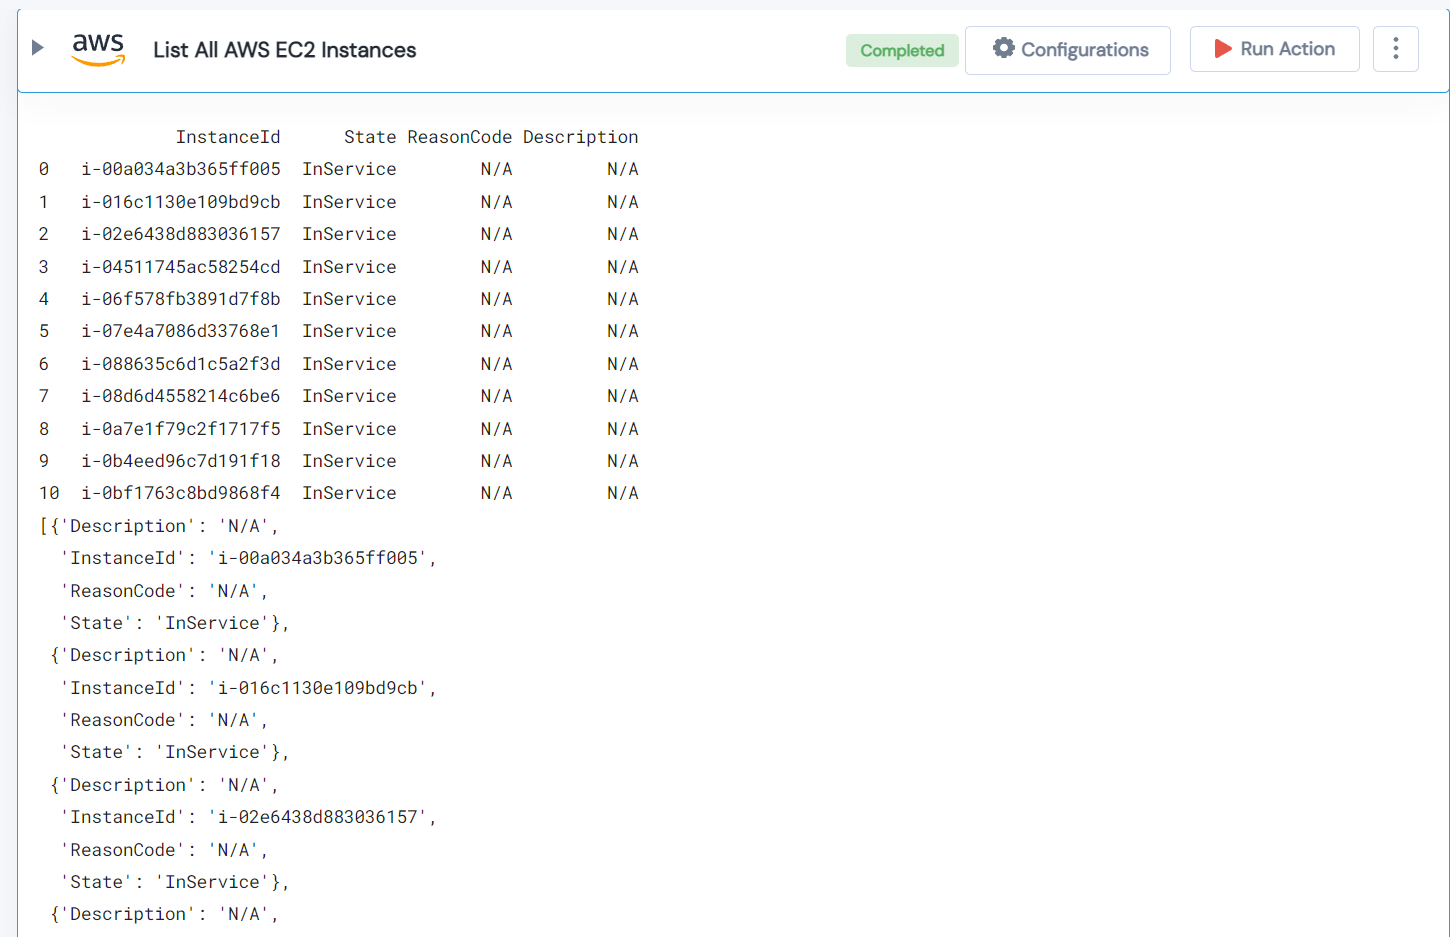 aws List All AWS EC2 Instances Completed Configurations Run Action
InstanceId State ReasonCode Description
0 i-00a034a3b365ff005 InService N/A N/A
1 i-016c1130e109bd9cb InService N/A N/A
2 i-02e6438d883036157 InService N/A N/A
3 i-04511745ac58254cd InService N/A N/A
4 i-06f578fb3891d7f8b InService N/A N/A
5 i-07e4a7086d33768e1 InService N/A N/A
6 i-088635c6d1c5a2f3d InService N/A N/A
7 i-08d6d4558214c6be6 InService N/A N/A
8 i-0a7e1f79c2f1717f5 InService N/A N/A
9 i-0b4eed96c7d191f18 InService N/A N/A
10 i-0bf1763c8bd9868f4 InService N/A N/A
[{'Description': 'N/A',
'InstanceId': 'i-00a034a3b365ff005',
'ReasonCode': 'N/A',
'State': 'InService'},
{'Description': 'N/A',
'InstanceId': 'i-016c1130e109bd9cb',
'ReasonCode': 'N/A',
'State': 'InService'},
{'Description': 'N/A',
'InstanceId': 'i-02e6438d883036157',
'ReasonCode': 'N/A',
'State': 'InService'},
{'Description': 'N/A',